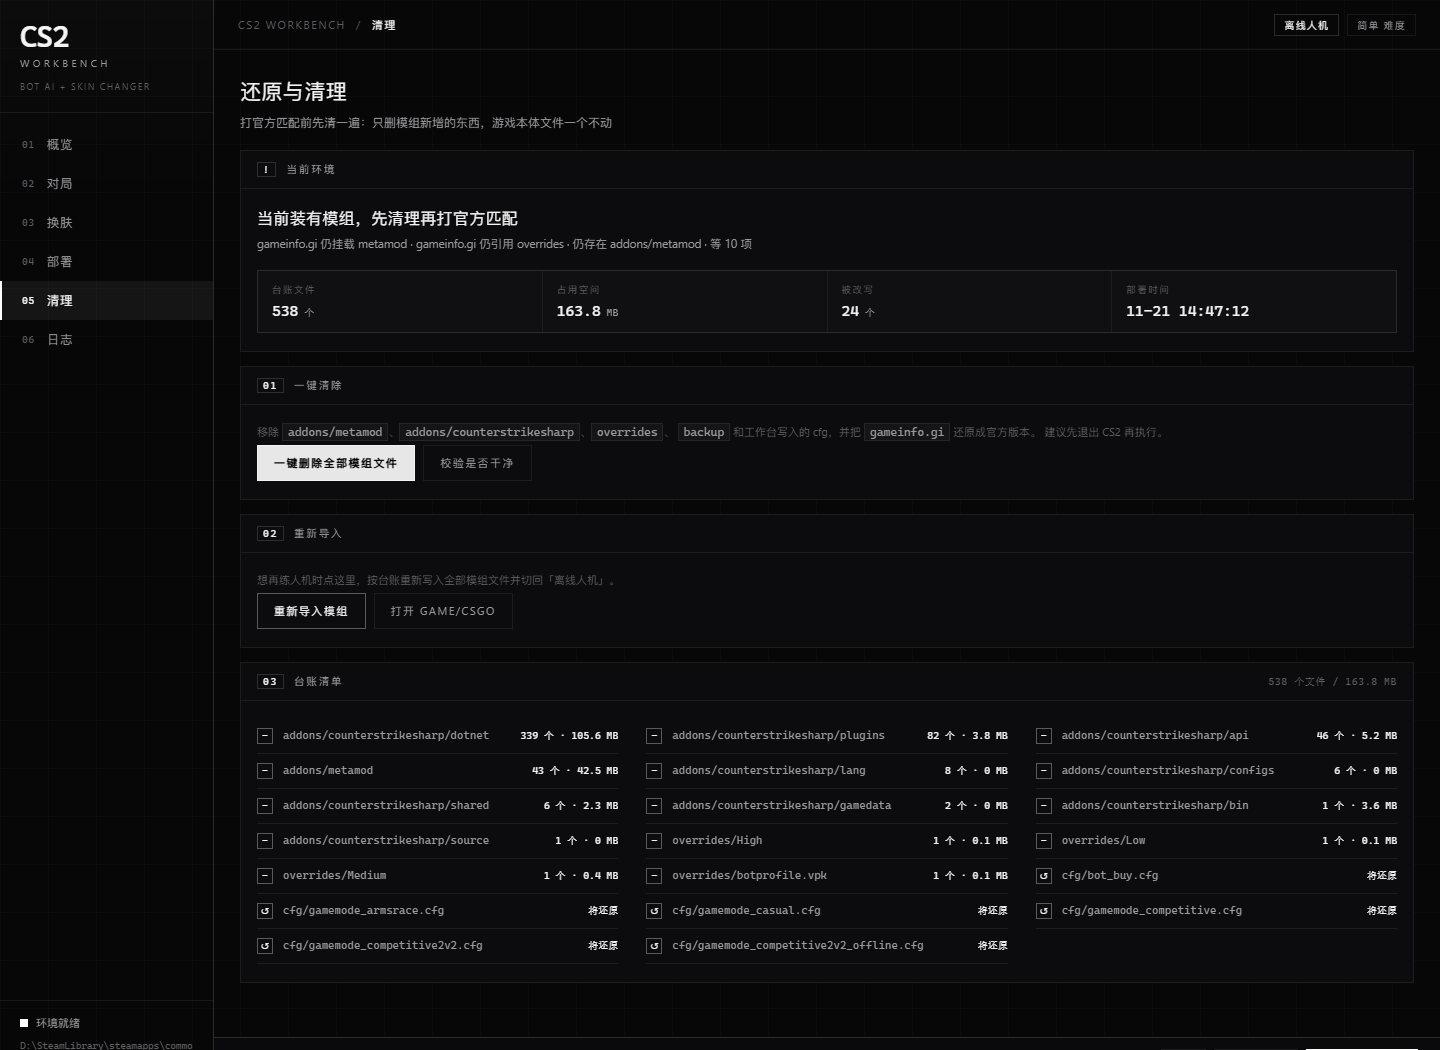 CS2
WORKBENCH
BOT AI + SKIN CHANGER
01 概览
02 对局
03 换肤
04 部署
05 清理
06 日志
环境就绪
D:\SteamLibrary\steamapps\commo
CS2 WORKBENCH / 清理
离线人机 简单 难度
还原与清理
打官方匹配前先清一遍：只删模组新增的东西，游戏本体文件一个不动
! 当前环境
当前装有模组，先清理再打官方匹配
gameinfo.gi 仍挂载 metamod · gameinfo.gi 仍引用 overrides · 仍存在 addons/metamod · 等 10 项
台账文件 占用空间 被改写 部署时间
538 个 163.8 MB 24 个 11-21 14:47:12
01 一键清除
移除 addons/metamod 、 addons/counterstrikesharp 、 overrides 、 backup 和工作台写入的 cfg，并把 gameinfo.gi 还原成官方版本。 建议先退出 CS2 再执行。
一键删除全部模组文件 校验是否干净
02 重新导入
想再练人机时点这里，按台账重新写入全部模组文件并切回「离线人机」。
重新导入模组 打开 GAME/CSGO
03 台账清单 538 个文件 / 163.8 MB
− addons/counterstrikesharp/dotnet 339 个 · 105.6 MB − addons/counterstrikesharp/plugins 82 个 · 3.8 MB − addons/counterstrikesharp/api 46 个 · 5.2 MB
− addons/metamod 43 个 · 42.5 MB − addons/counterstrikesharp/lang 8 个 · 0 MB − addons/counterstrikesharp/configs 6 个 · 0 MB
− addons/counterstrikesharp/shared 6 个 · 2.3 MB − addons/counterstrikesharp/gamedata 2 个 · 0 MB − addons/counterstrikesharp/bin 1 个 · 3.6 MB
− addons/counterstrikesharp/source 1 个 · 0 MB − overrides/High 1 个 · 0.1 MB − overrides/Low 1 个 · 0.1 MB
− overrides/Medium 1 个 · 0.4 MB − overrides/botprofile.vpk 1 个 · 0.1 MB ↺ cfg/bot_buy.cfg 将还原
↺ cfg/gamemode_armsrace.cfg 将还原 ↺ cfg/gamemode_casual.cfg 将还原 ↺ cfg/gamemode_competitive.cfg 将还原
↺ cfg/gamemode_competitive2v2.cfg 将还原 ↺ cfg/gamemode_competitive2v2_offline.cfg 将还原